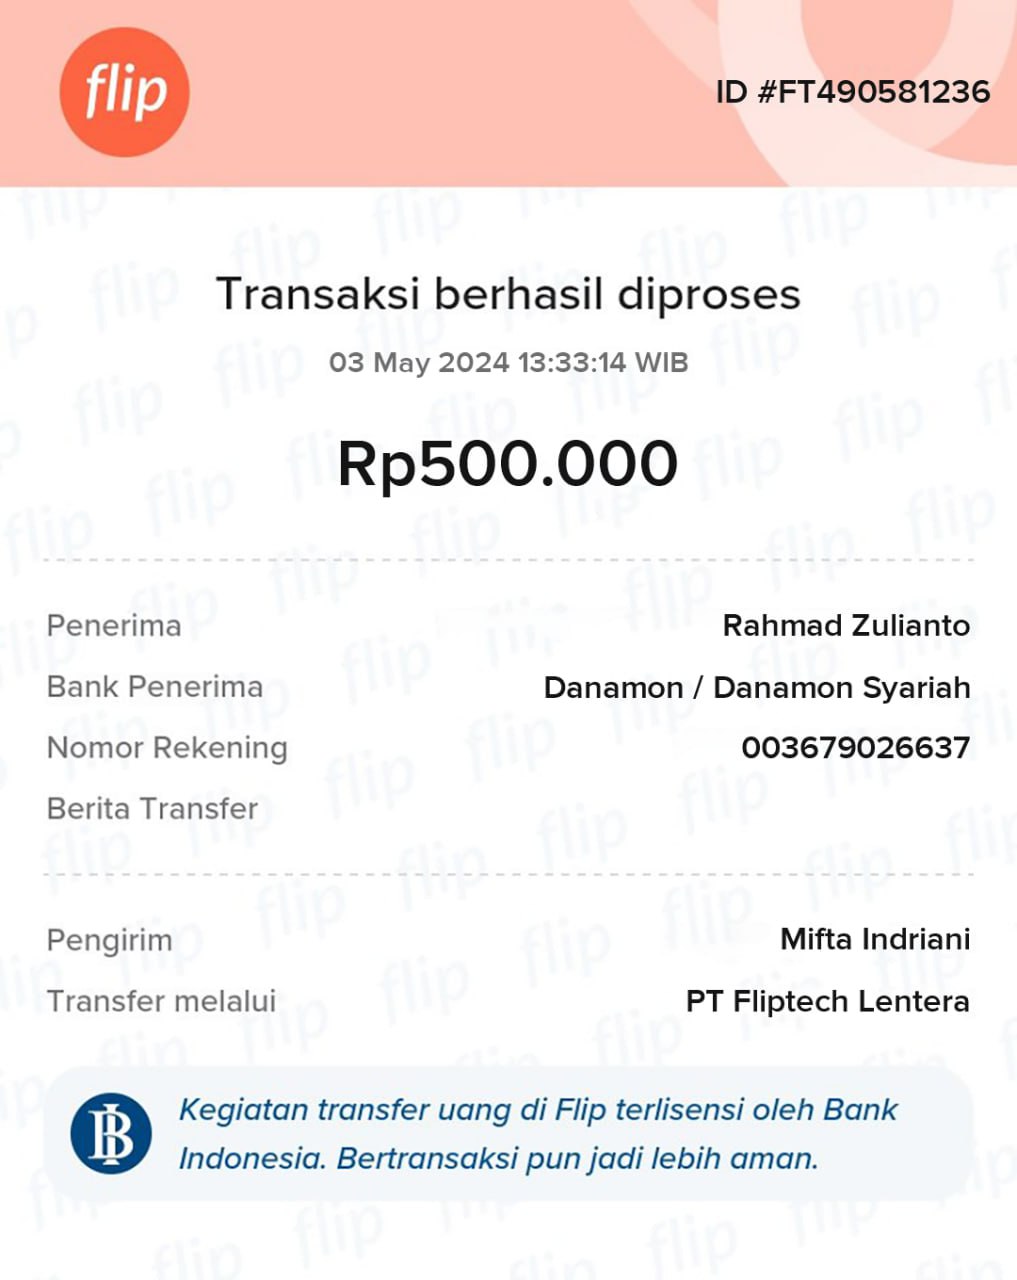 flip
ID #FT490581236
Transaksi berhasil diproses
03 May 2024 13:33:14 WIB
Rp500.000
Penerima Rahmad Zulianto
Bank Penerima Danamon / Danamon Syariah
Nomor Rekening 003679026637
Berita Transfer
Pengirim Mifta Indriani
Transfer melalui PT Fliptech Lentera
Kegiatan transfer uang di Flip terlisensi oleh Bank
Indonesia. Bertransaksi pun jadi lebih aman.